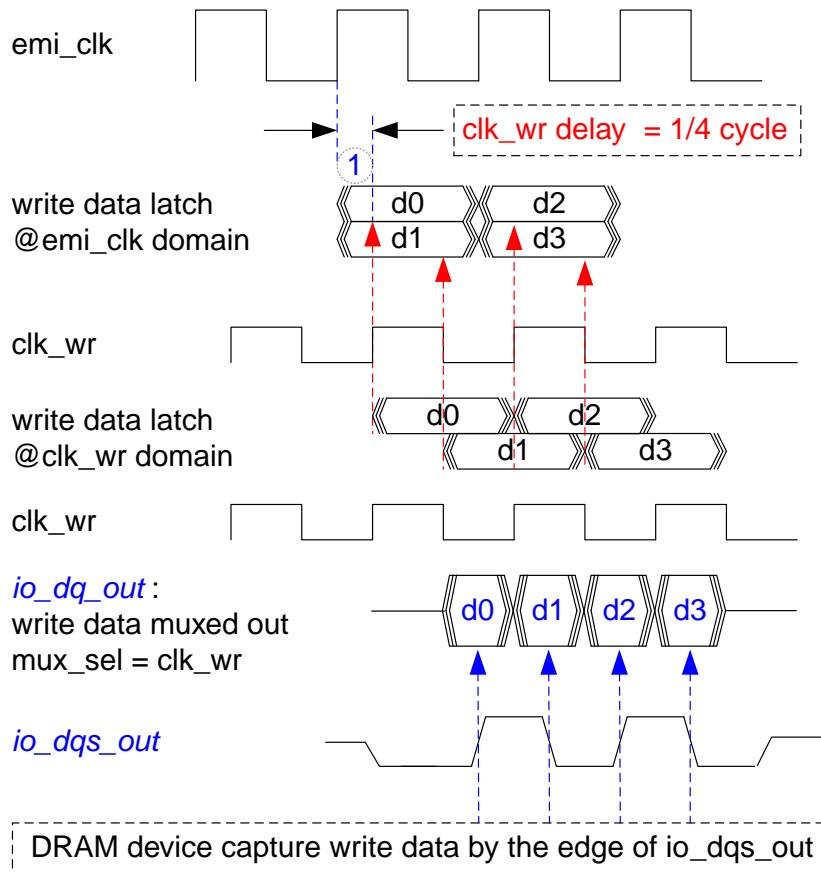 emi_clk
clk_wr delay = 1/4 cycle
1
write data latch
@emi_clk domain
d0
d2
d1
d3
clk_wr
write data latch
@clk_wr domain
d0
d2
d1
d3
clk_wr
io_dq_out :
write data muxed out
mux_sel = clk_wr
d0
d1
d2
d3
io_dqs_out
DRAM device capture write data by the edge of io_dqs_out